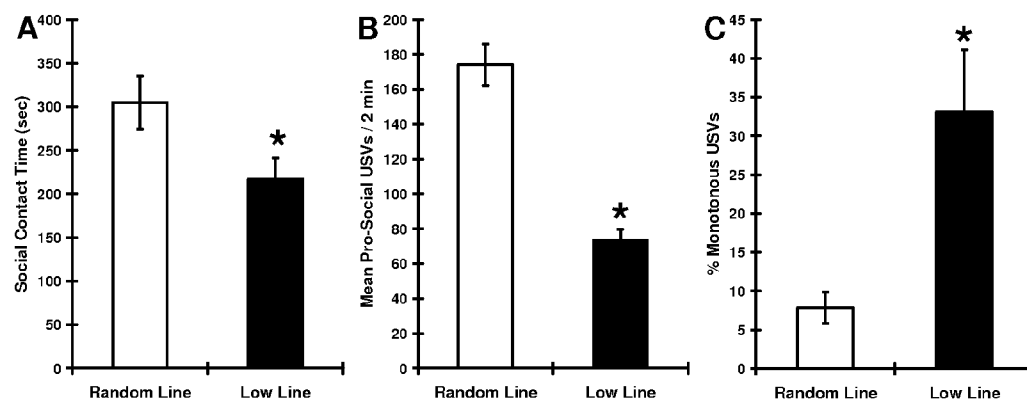 A
Social Contact Time (sec)
400
350
300
250
200
150
100
50
0
*
Random Line
Low Line
B
Mean Pro-Social USVs / 2 min
200
180
160
140
120
100
80
60
40
20
0
*
Random Line
Low Line
C
% Monotonous USVs
45
40
35
30
25
20
15
10
5
0
*
Random Line
Low Line